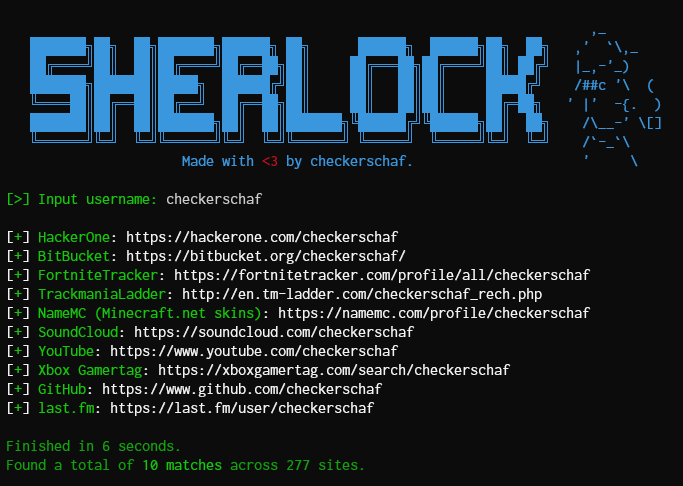 SHERLOCK
Made with <3 by checkerschaf.
[>] Input username: checkerschaf
[+] HackerOne: https://hackerone.com/checkerschaf
[+] BitBucket: https://bitbucket.org/checkerschaf/
[+] FortniteTracker: https://fortnitetracker.com/profile/all/checkerschaf
[+] TrackmaniaLadder: http://en.tm-ladder.com/checkerschaf_rech.php
[+] NameMC (Minecraft.net skins): https://namemc.com/profile/checkerschaf
[+] SoundCloud: https://soundcloud.com/checkerschaf
[+] YouTube: https://www.youtube.com/checkerschaf
[+] Xbox Gamertag: https://xboxgamertag.com/search/checkerschaf
[+] GitHub: https://www.github.com/checkerschaf
[+] last.fm: https://last.fm/user/checkerschaf
Finished in 6 seconds.
Found a total of 10 matches across 277 sites.